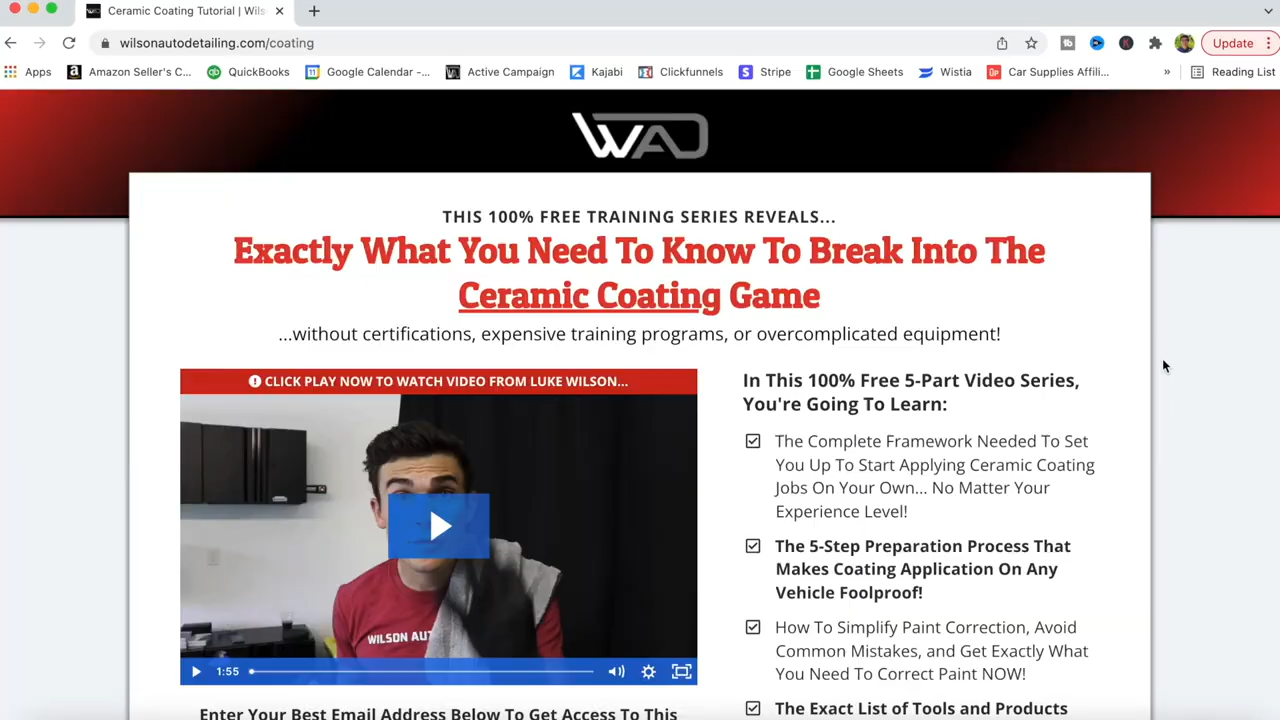 Ceramic Coating Tutorial | Wils
wilsonautodetailing.com/coating
Update
Apps
Amazon Seller's C...
QuickBooks
Google Calendar -...
Active Campaign
Kajabi
Clickfunnels
Stripe
Google Sheets
Wistia
Car Supplies Affili...
»
Reading List
WAD
THIS 100% FREE TRAINING SERIES REVEALS...
Exactly What You Need To Know To Break Into The
Ceramic Coating Game
...without certifications, expensive training programs, or overcomplicated equipment!
CLICK PLAY NOW TO WATCH VIDEO FROM LUKE WILSON...
WILSON AUT
1:55
Enter Your Best Email Address Below To Get Access To This
In This 100% Free 5-Part Video Series,
You're Going To Learn:
The Complete Framework Needed To Set
You Up To Start Applying Ceramic Coating
Jobs On Your Own... No Matter Your
Experience Level!
The 5-Step Preparation Process That
Makes Coating Application On Any
Vehicle Foolproof!
How To Simplify Paint Correction, Avoid
Common Mistakes, and Get Exactly What
You Need To Correct Paint NOW!
The Exact List of Tools and Products